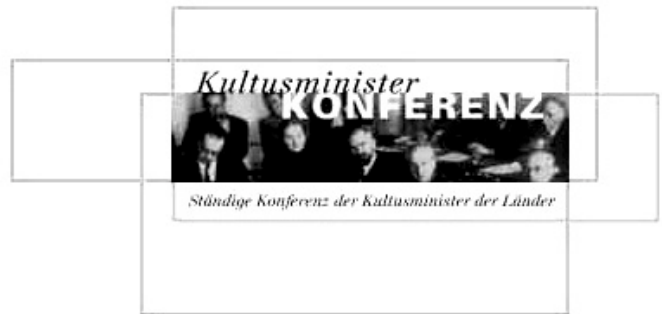 Kultusminister
KONFERENZ
Ständige Konferenz der Kultusminister der Länder